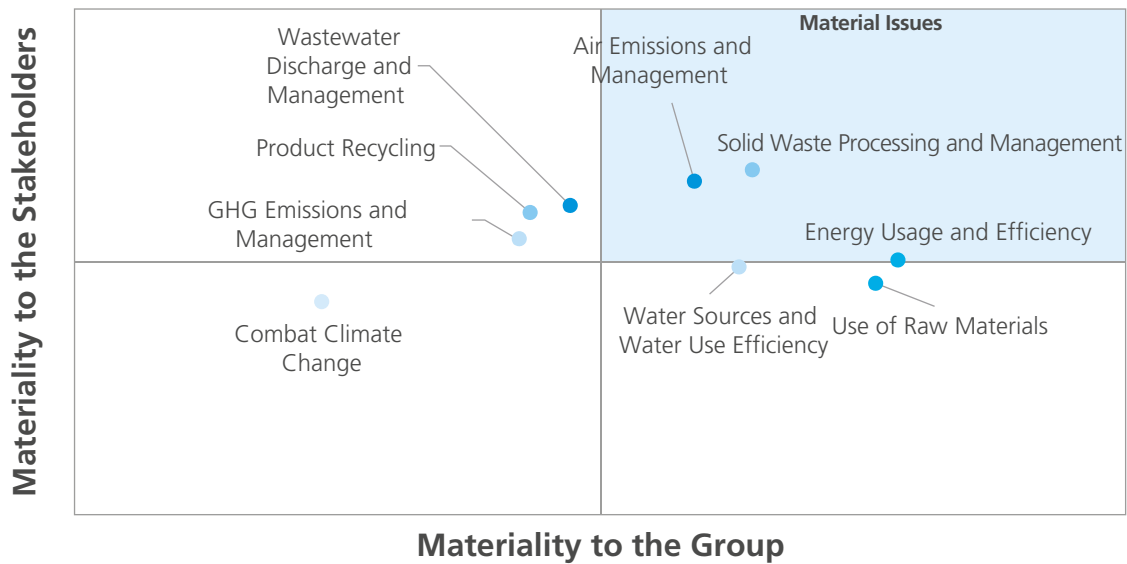 Material Issues
Wastewater
Discharge and
Management
Air Emissions and
Management
Product Recycling
Solid Waste Processing and Management
GHG Emissions and
Management
Energy Usage and Efficiency
Combat Climate
Change
Water Sources and
Water Use Efficiency
Use of Raw Materials
Materiality to the Stakeholders
Materiality to the Group